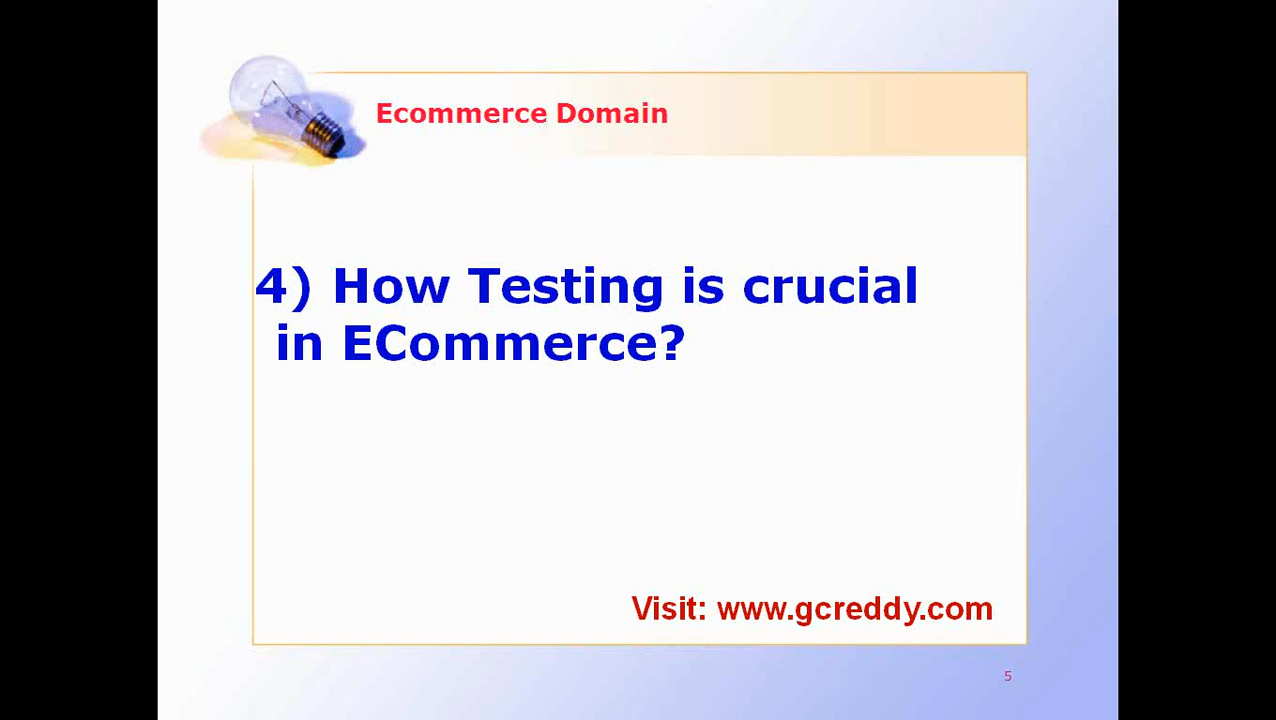 Ecommerce Domain
4) How Testing is crucial
in ECommerce?
Visit: www.gcreddy.com
5